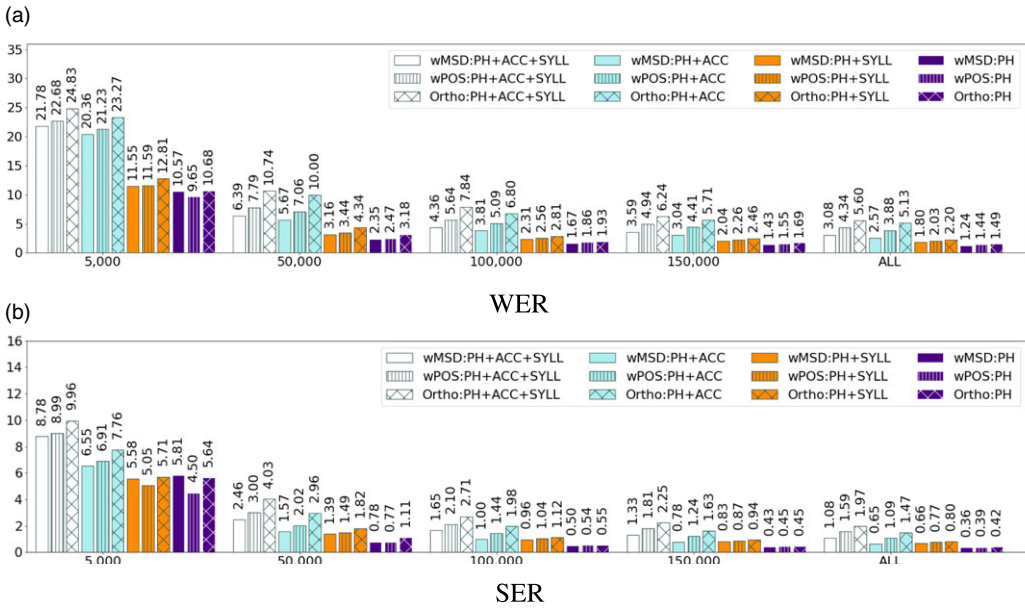 (a)
35
30
25
20
15
10
5
0
wMSD:PH+ACC+SYLL wMSD:PH+ACC wMSD:PH+SYLL wMSD:PH
wPOS:PH+ACC+SYLL wPOS:PH+ACC wPOS:PH+SYLL wPOS:PH
Ortho:PH+ACC+SYLL Ortho:PH+ACC Ortho:PH+SYLL Ortho:PH
21.78 22.68 24.83 20.36 21.23 23.27 11.55 11.59 12.81 10.57 9.65 10.68
6.39 7.79 10.74 5.67 7.06 10.00 3.16 3.44 4.34 2.35 2.47 3.18
4.36 5.64 7.84 3.81 5.09 6.80 2.31 2.56 2.81 1.67 1.86 1.93
3.59 4.94 6.24 3.04 4.41 5.71 2.04 2.26 2.46 1.43 1.55 1.69
3.08 4.34 5.60 2.57 3.88 5.13 1.80 2.03 2.20 1.24 1.44 1.49
5,000 50,000 100,000 150,000 ALL
WER
(b)
16
14
12
10
8
6
4
2
0
wMSD:PH+ACC+SYLL wMSD:PH+ACC wMSD:PH+SYLL wMSD:PH
wPOS:PH+ACC+SYLL wPOS:PH+ACC wPOS:PH+SYLL wPOS:PH
Ortho:PH+ACC+SYLL Ortho:PH+ACC Ortho:PH+SYLL Ortho:PH
8.78 8.99 9.96 6.55 6.91 7.76 5.58 5.05 5.71 5.81 4.50 5.64
2.46 3.00 4.03 1.57 2.02 2.96 1.39 1.49 1.82 0.78 0.77 1.11
1.65 2.10 2.71 1.00 1.44 1.98 0.96 1.04 1.12 0.50 0.54 0.55
1.33 1.81 2.25 0.78 1.24 1.63 0.83 0.87 0.94 0.43 0.45 0.45
1.08 1.59 1.97 0.65 1.09 1.47 0.66 0.77 0.80 0.36 0.39 0.42
5,000 50,000 100,000 150,000 ALL
SER